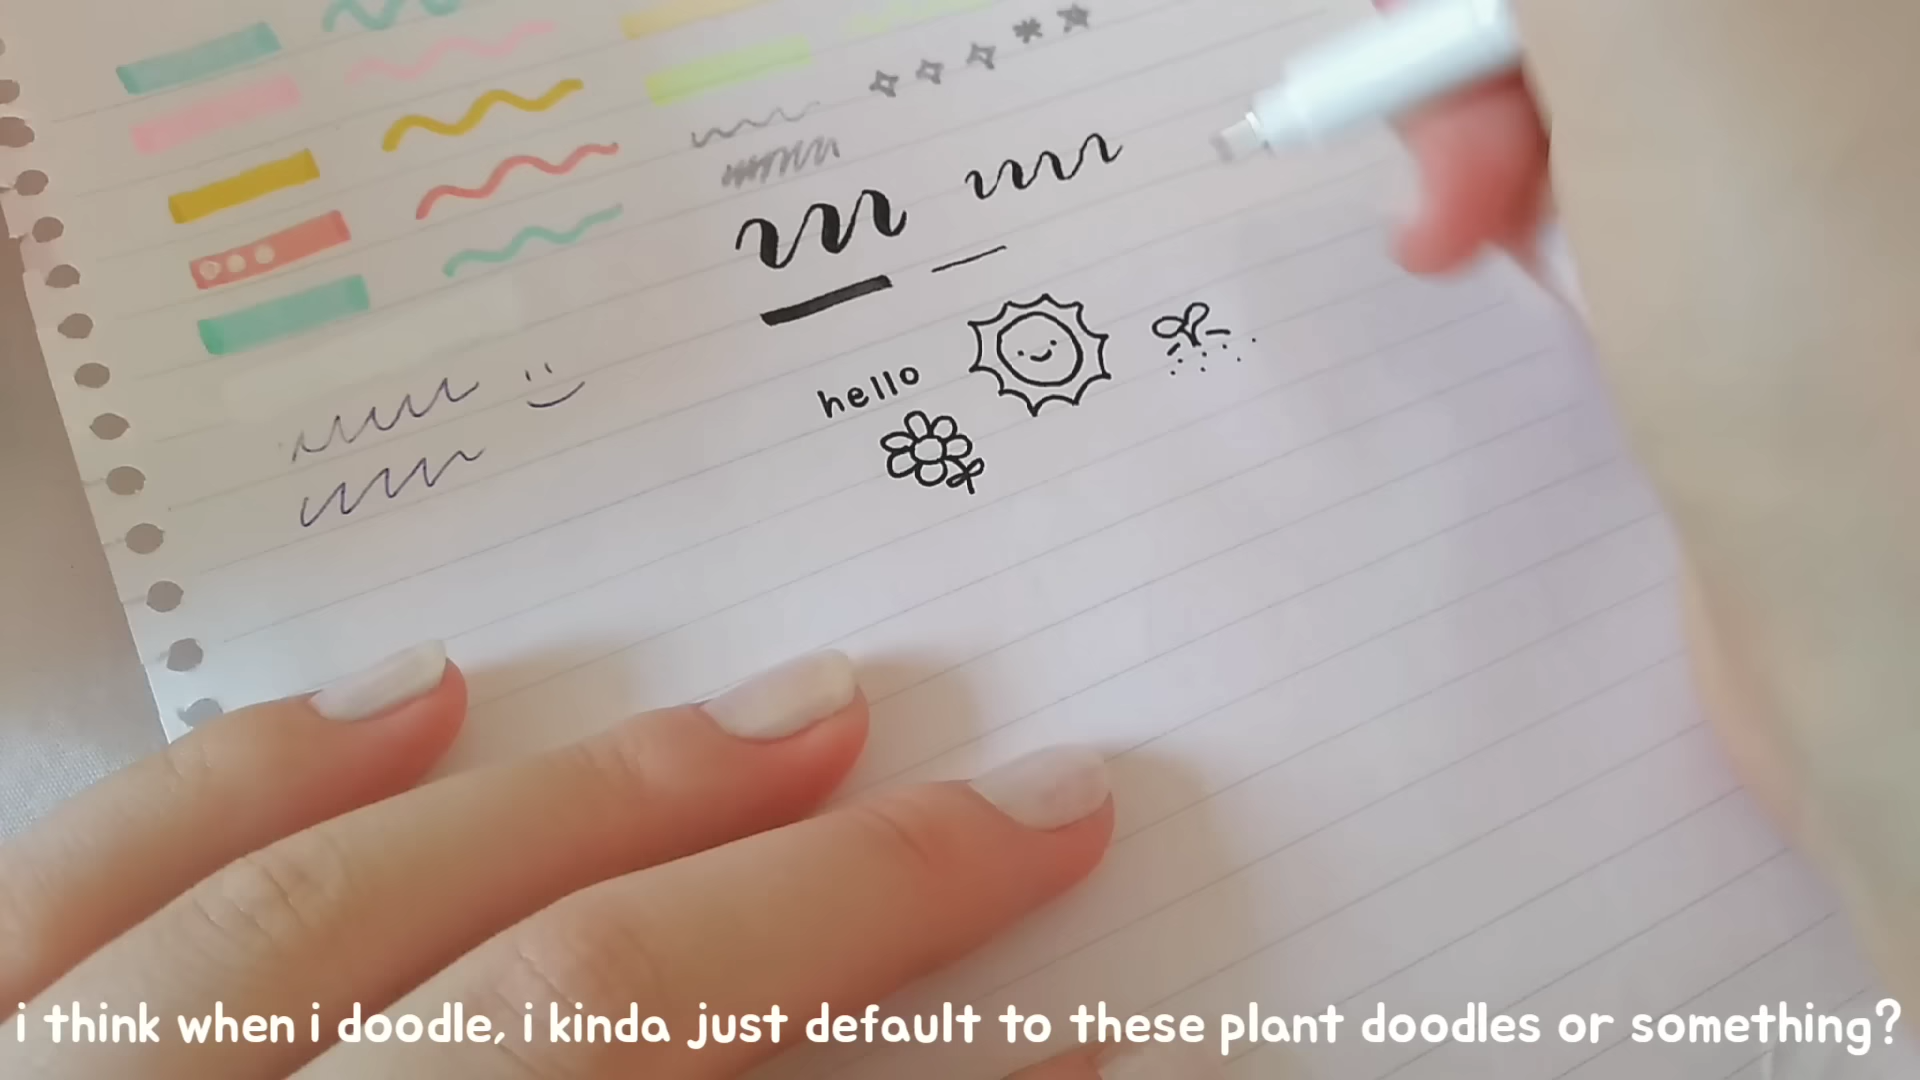 hello
i think when i doodle, i kinda just default to these plant doodles or something?